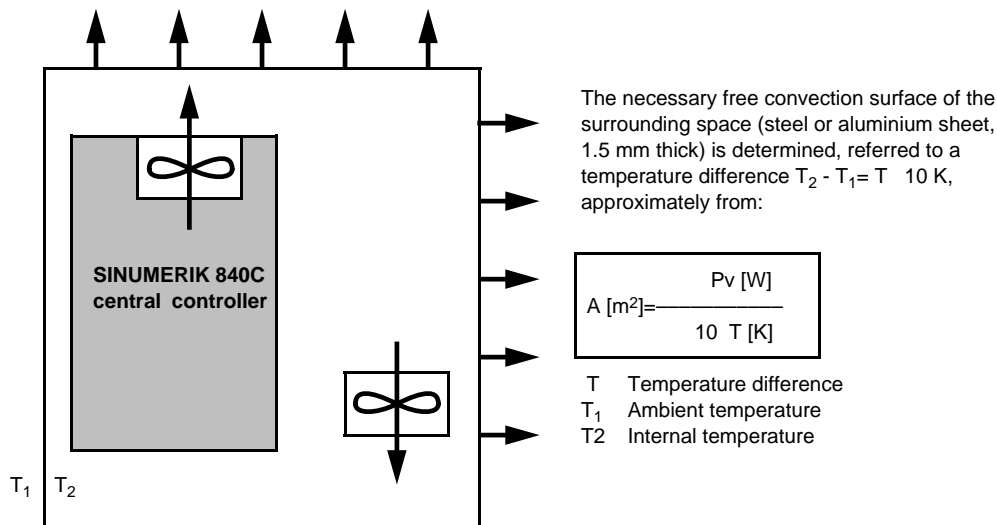 The necessary free convection surface of the
surrounding space (steel or aluminium sheet,
1.5 mm thick) is determined, referred to a
temperature difference T₂ - T₁= T 10 K,
approximately from:
SINUMERIK 840C
central controller
Pv [W]
A [m²]=
10 T [K]
T Temperature difference
T₁ Ambient temperature
T2 Internal temperature
T₁ T₂